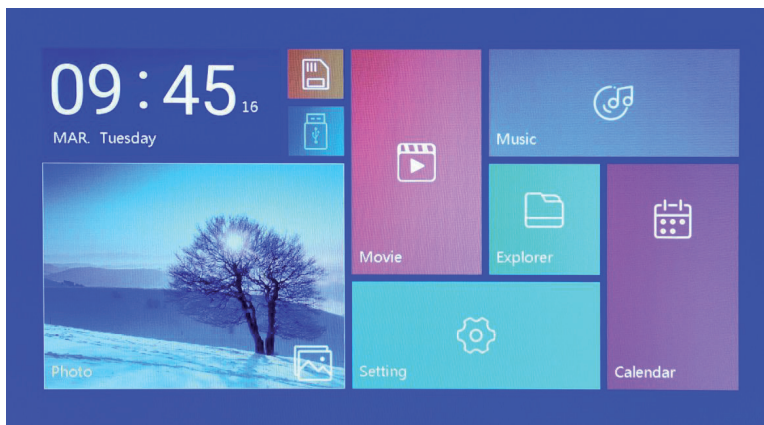 09 : 45 16
MAR. Tuesday
Music
Movie
Explorer
Photo
Setting
Calendar